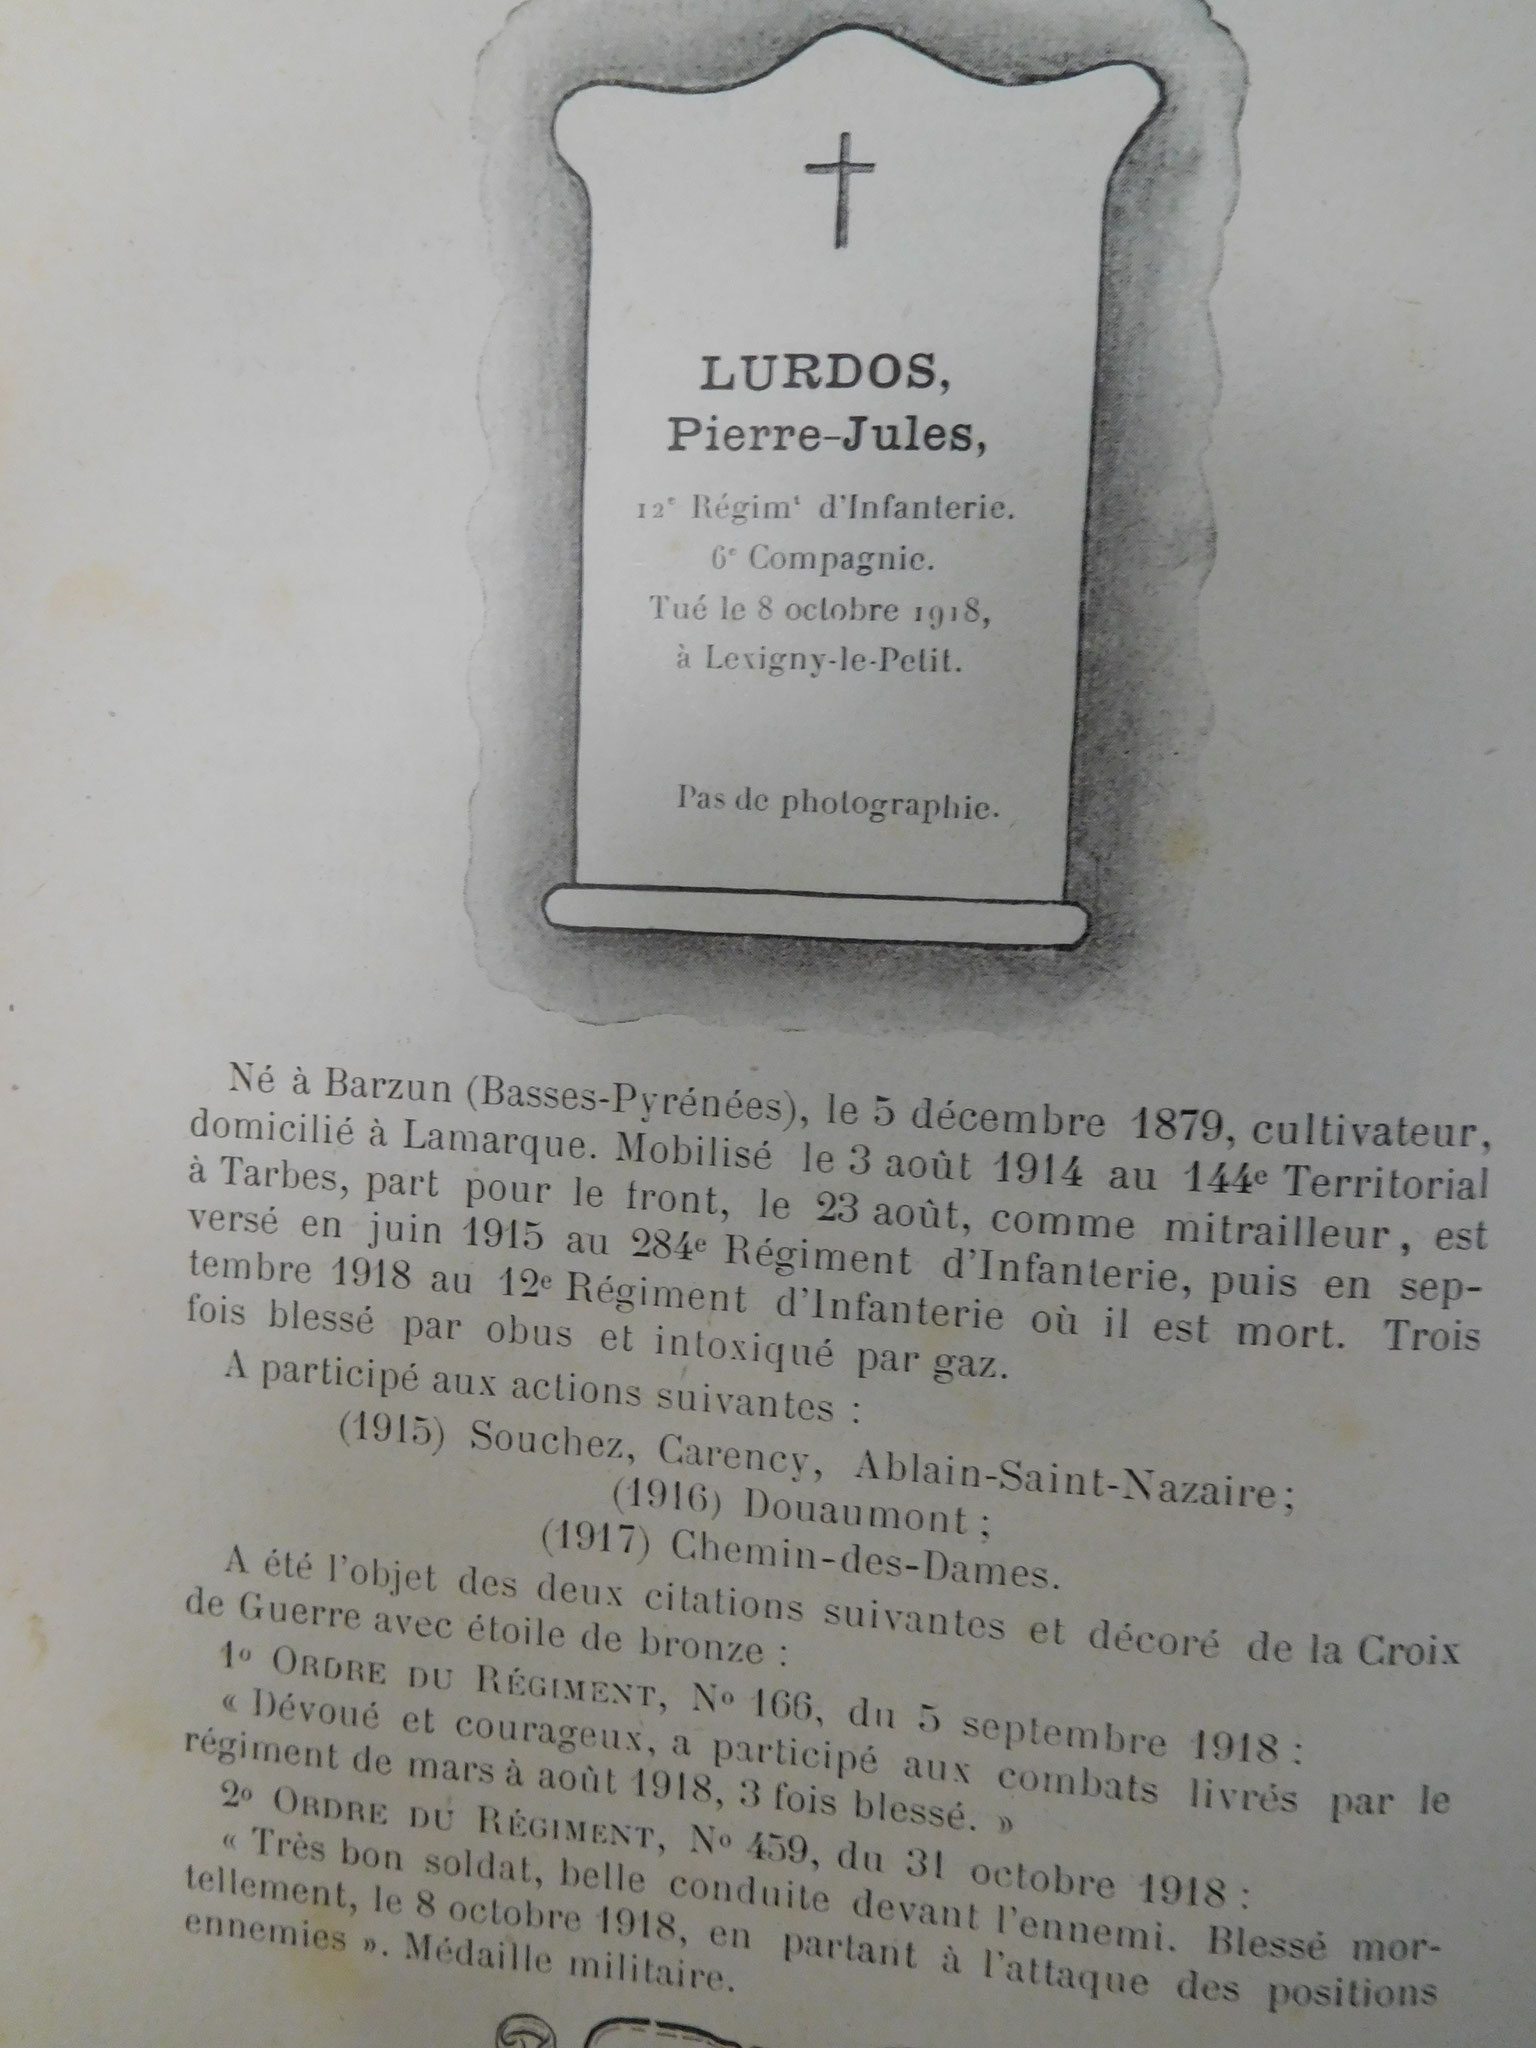 LURDOS,
Pierre-Jules,
12e Régimt d'Infanterie.
6e Compagnie.
Tué le 8 octobre 1918,
à Lexigny-le-Petit.
Pas de photographie.
Né à Barzun (Basses-Pyrénées), le 5 décembre 1879, cultivateur,
domicilié à Lamarque. Mobilisé le 3 août 1914 au 144e Territorial
à Tarbes, part pour le front, le 23 août, comme mitrailleur, est
versé en juin 1915 au 284e Régiment d'Infanterie, puis en sep-
tembre 1918 au 12e Régiment d'Infanterie où il est mort. Trois
fois blessé par obus et intoxiqué par gaz.
A participé aux actions suivantes :
(1915) Souchez, Carency, Ablain-Saint-Nazaire;
(1916) Douaumont ;
(1917) Chemin-des-Dames.
A été l'objet des deux citations suivantes et décoré de la Croix
de Guerre avec étoile de bronze :
1o ORDRE DU RÉGIMENT, No 166, du 5 septembre 1918 :
« Dévoué et courageux, a participé aux combats livrés par le
régiment de mars à août 1918, 3 fois blessé. »
2o ORDRE DU RÉGIMENT, No 459, du 31 octobre 1918 :
« Très bon soldat, belle conduite devant l'ennemi. Blessé mor-
tellement, le 8 octobre 1918, en partant à l'attaque des positions
ennemies ». Médaille militaire.